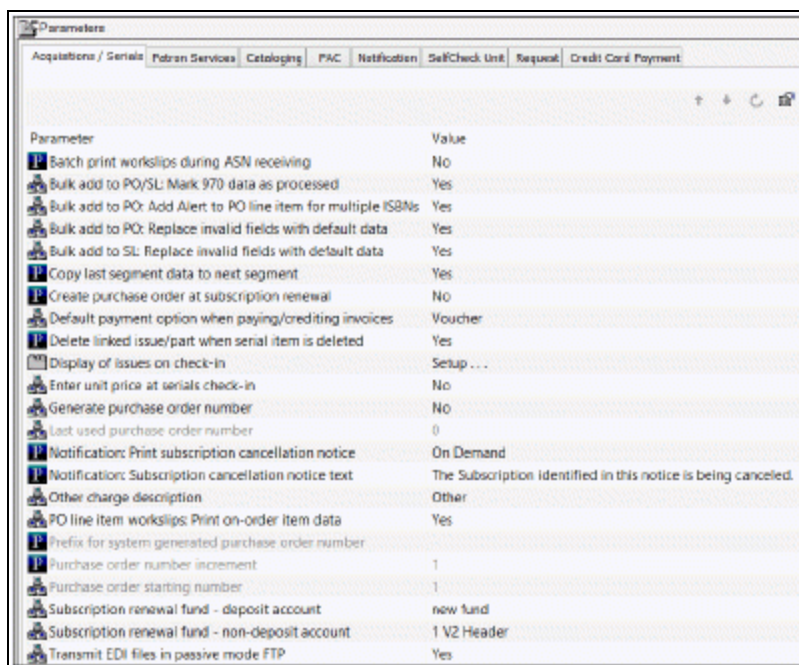 Parameters
Acquisitions / Serials Patron Services Cataloging PAC Notification SelfCheck Unit Request Credit Card Payment
Parameter Value
Batch print workslips during ASN receiving No
Bulk add to PO/SL: Mark 970 data as processed Yes
Bulk add to PO: Add Alert to PO line item for multiple ISBNs Yes
Bulk add to PO: Replace invalid fields with default data Yes
Bulk add to SL: Replace invalid fields with default data Yes
Copy last segment data to next segment Yes
Create purchase order at subscription renewal No
Default payment option when paying/crediting invoices Voucher
Delete linked issue/part when serial item is deleted Yes
Display of issues on check-in Setup...
Enter unit price at serials check-in No
Generate purchase order number No
Last used purchase order number 0
Notification: Print subscription cancellation notice On Demand
Notification: Subscription cancellation notice text The Subscription identified in this notice is being canceled.
Other charge description Other
PO line item workslips: Print on-order item data Yes
Prefix for system generated purchase order number
Purchase order number increment 1
Purchase order starting number 1
Subscription renewal fund - deposit account new fund
Subscription renewal fund - non-deposit account 1 V2 Header
Transmit EDI files in passive mode FTP Yes